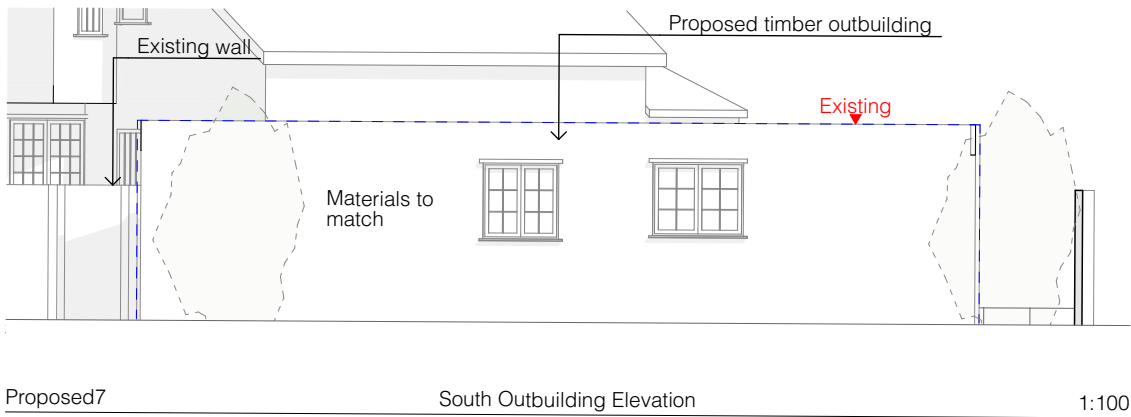 Proposed timber outbuilding
Existing wall
Existing
Materials to
match
Proposed7
South Outbuilding Elevation
1:100